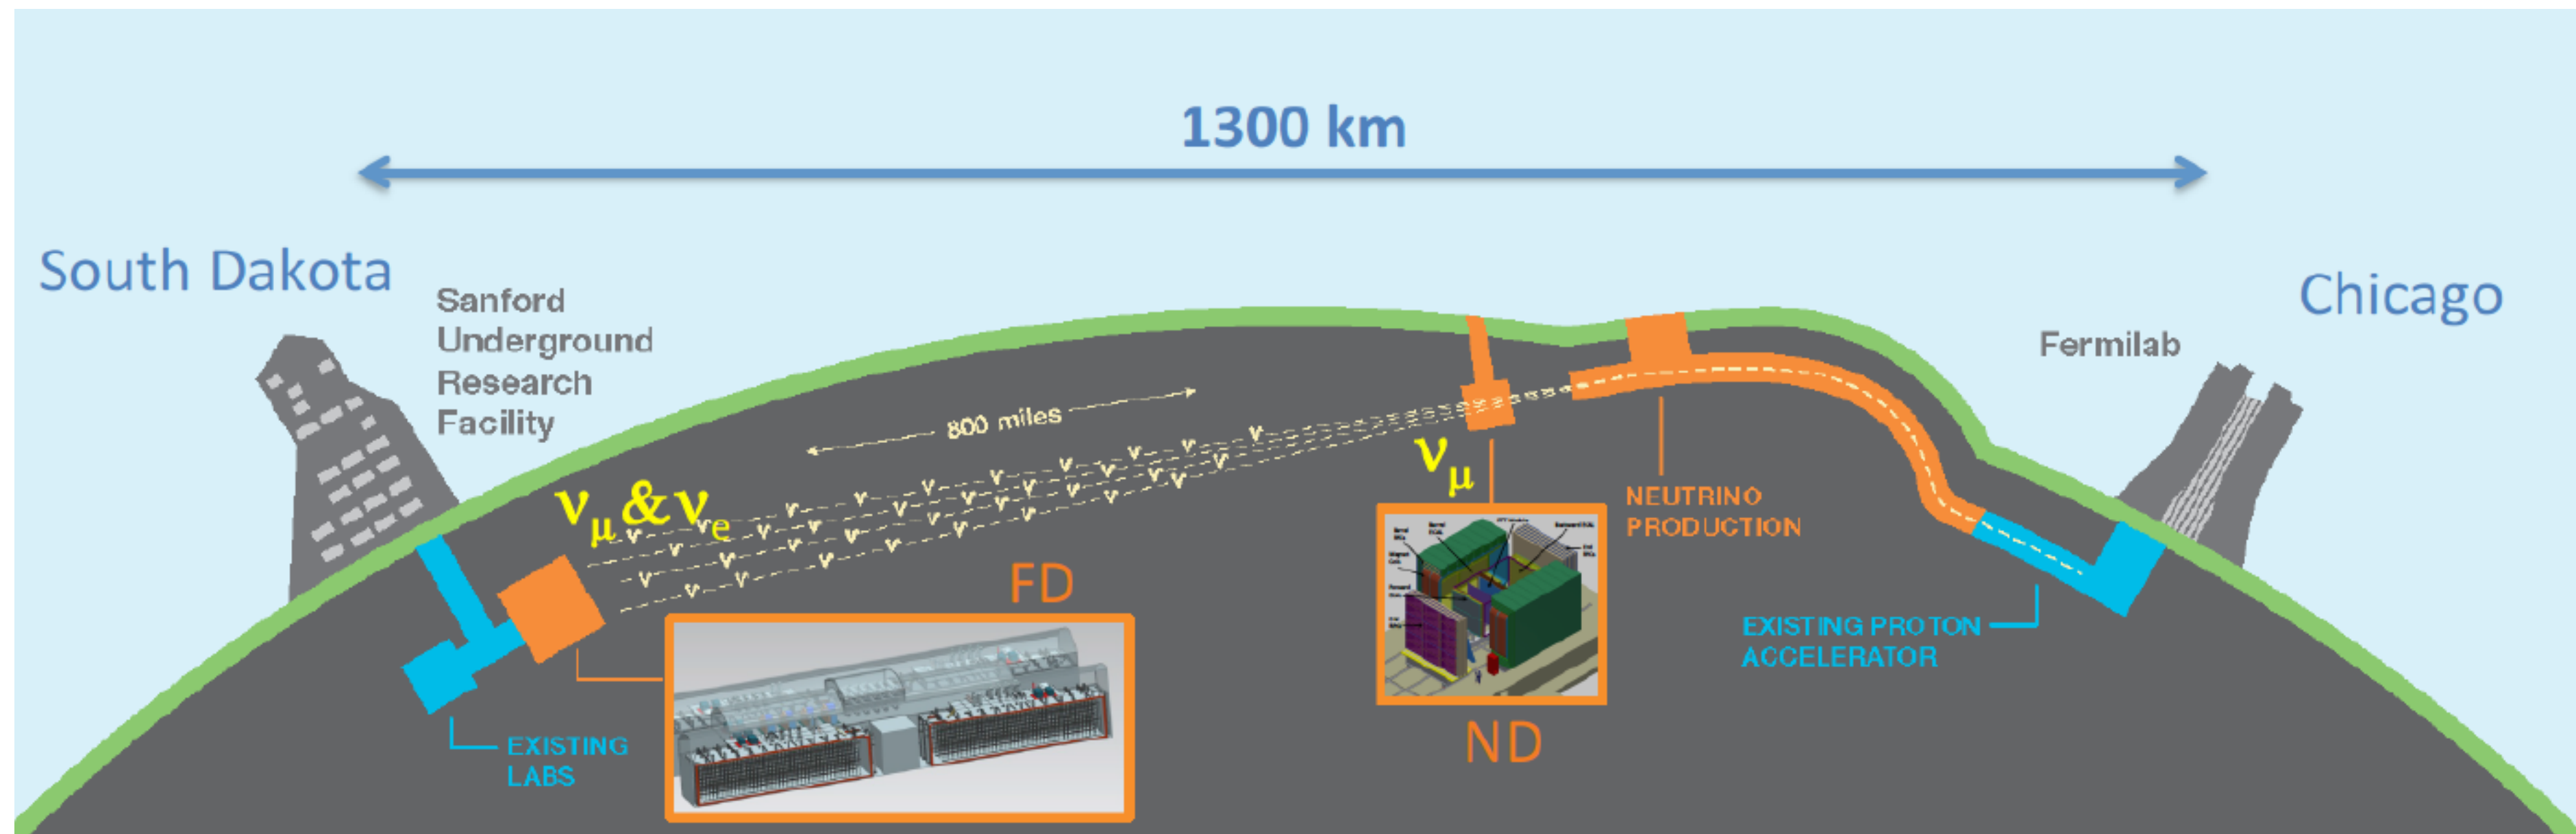 1300 km
South Dakota
Sanford
Underground
Research
Facility
Chicago
Fermilab
800 miles
νμ & νe
νμ
NEUTRINO
PRODUCTION
FD
ND
EXISTING PROTON
ACCELERATOR
EXISTING
LABS